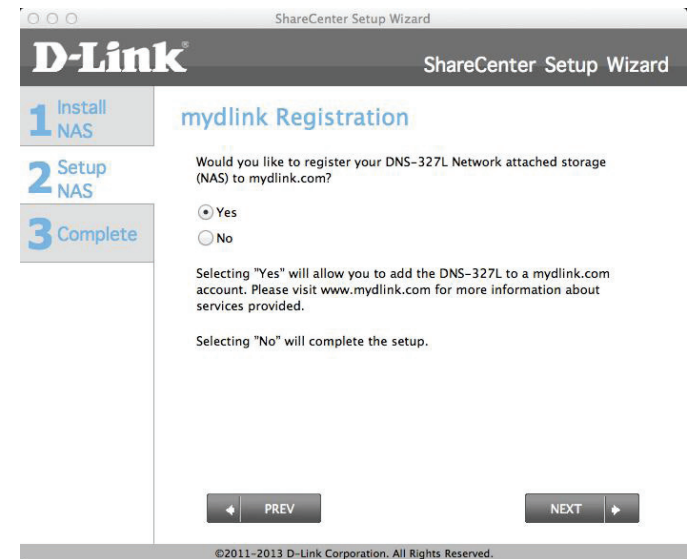 ShareCenter Setup Wizard
D-Link
ShareCenter Setup Wizard
1 Install
NAS
2 Setup
NAS
3 Complete
mydlink Registration
Would you like to register your DNS-327L Network attached storage
(NAS) to mydlink.com?
Yes
No
Selecting "Yes" will allow you to add the DNS-327L to a mydlink.com
account. Please visit www.mydlink.com for more information about
services provided.
Selecting "No" will complete the setup.
PREV
NEXT
©2011-2013 D-Link Corporation. All Rights Reserved.